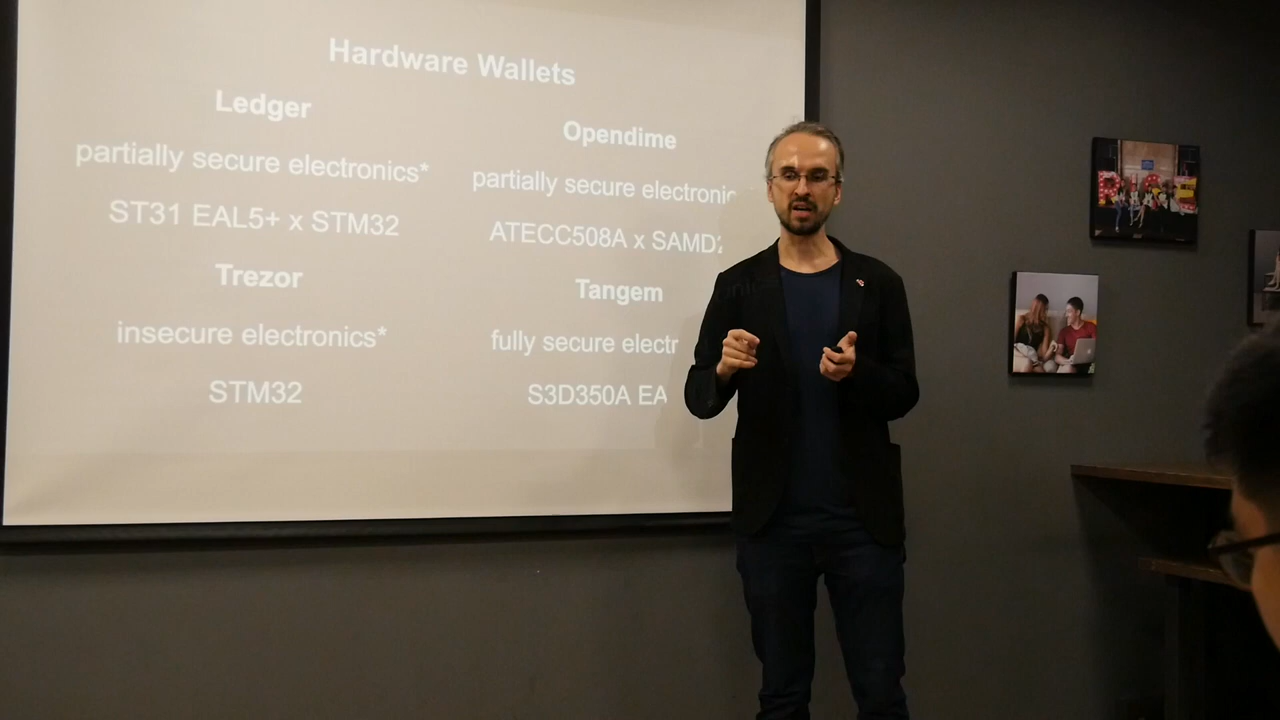 Hardware Wallets
Ledger
partially secure electronics*
ST31 EAL5+ x STM32
Trezor
insecure electronics*
STM32
Opendime
partially secure electronic
ATECC508A x SAMD2
Tangem
fully secure electr
S3D350A EA